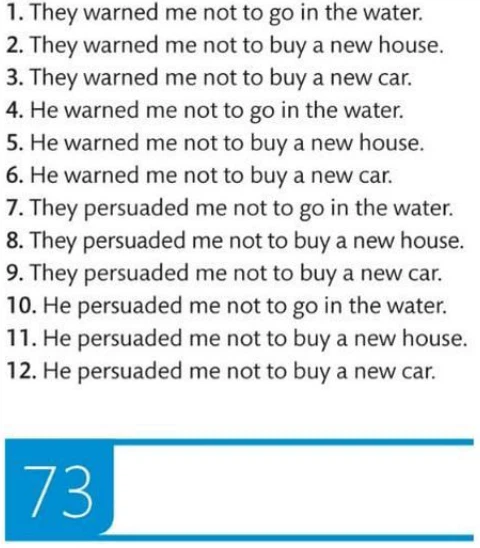 1. They warned me not to go in the water.
2. They warned me not to buy a new house.
3. They warned me not to buy a new car.
4. He warned me not to go in the water.
5. He warned me not to buy a new house.
6. He warned me not to buy a new car.
7. They persuaded me not to go in the water.
8. They persuaded me not to buy a new house.
9. They persuaded me not to buy a new car.
10. He persuaded me not to go in the water.
11. He persuaded me not to buy a new house.
12. He persuaded me not to buy a new car.
73